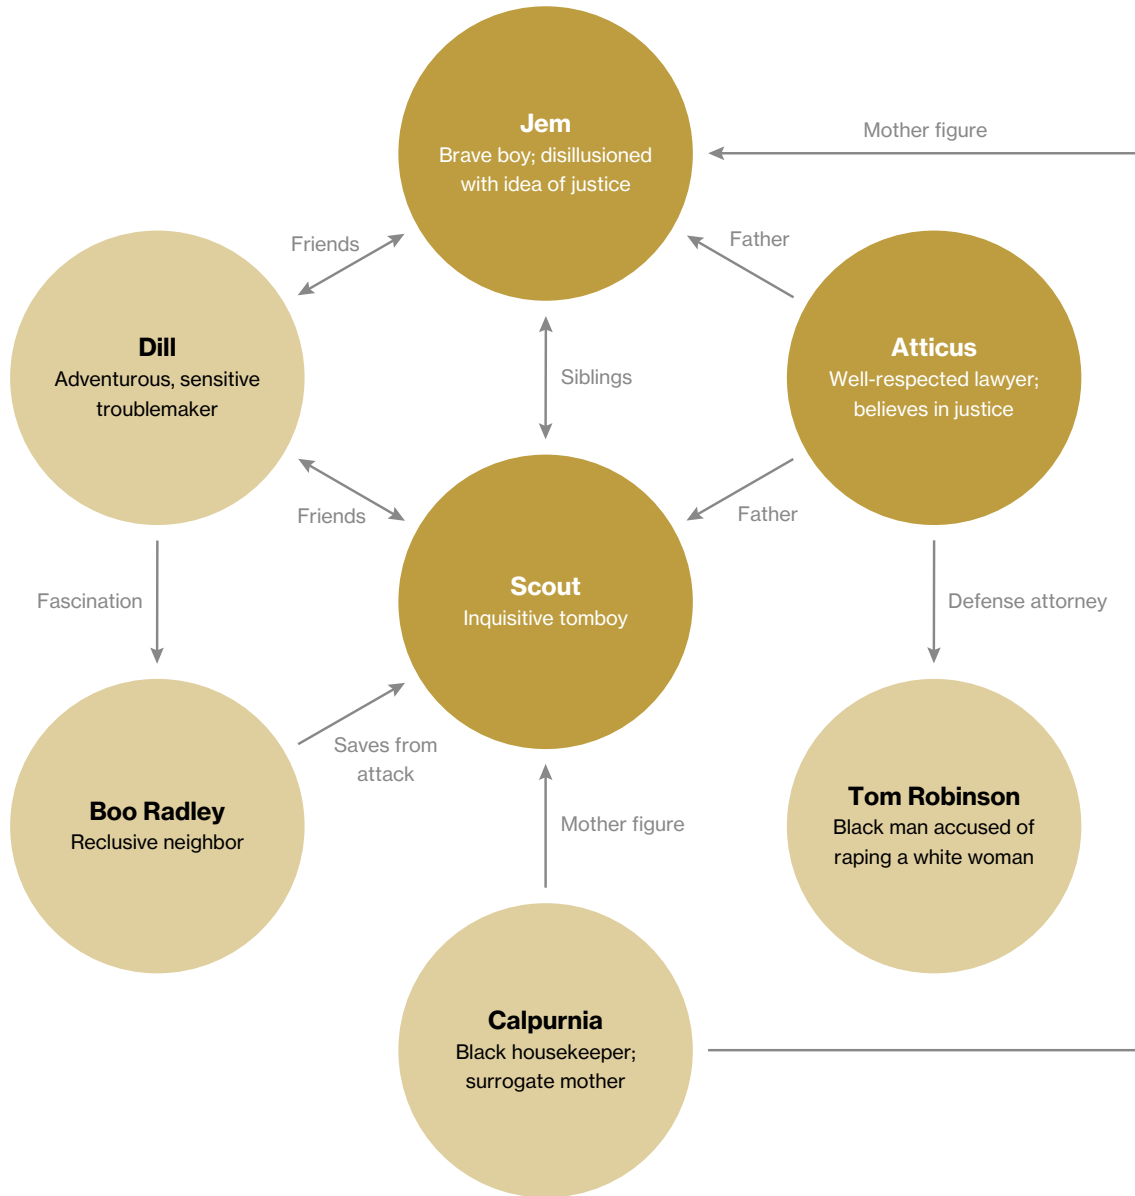 Jem
Brave boy; disillusioned
with idea of justice
Mother figure
Friends
Father
Dill
Adventurous, sensitive
troublemaker
Siblings
Atticus
Well-respected lawyer;
believes in justice
Friends
Father
Scout
Inquisitive tomboy
Fascination
Defense attorney
Saves from
attack
Boo Radley
Reclusive neighbor
Mother figure
Tom Robinson
Black man accused of
raping a white woman
Calpurnia
Black housekeeper;
surrogate mother